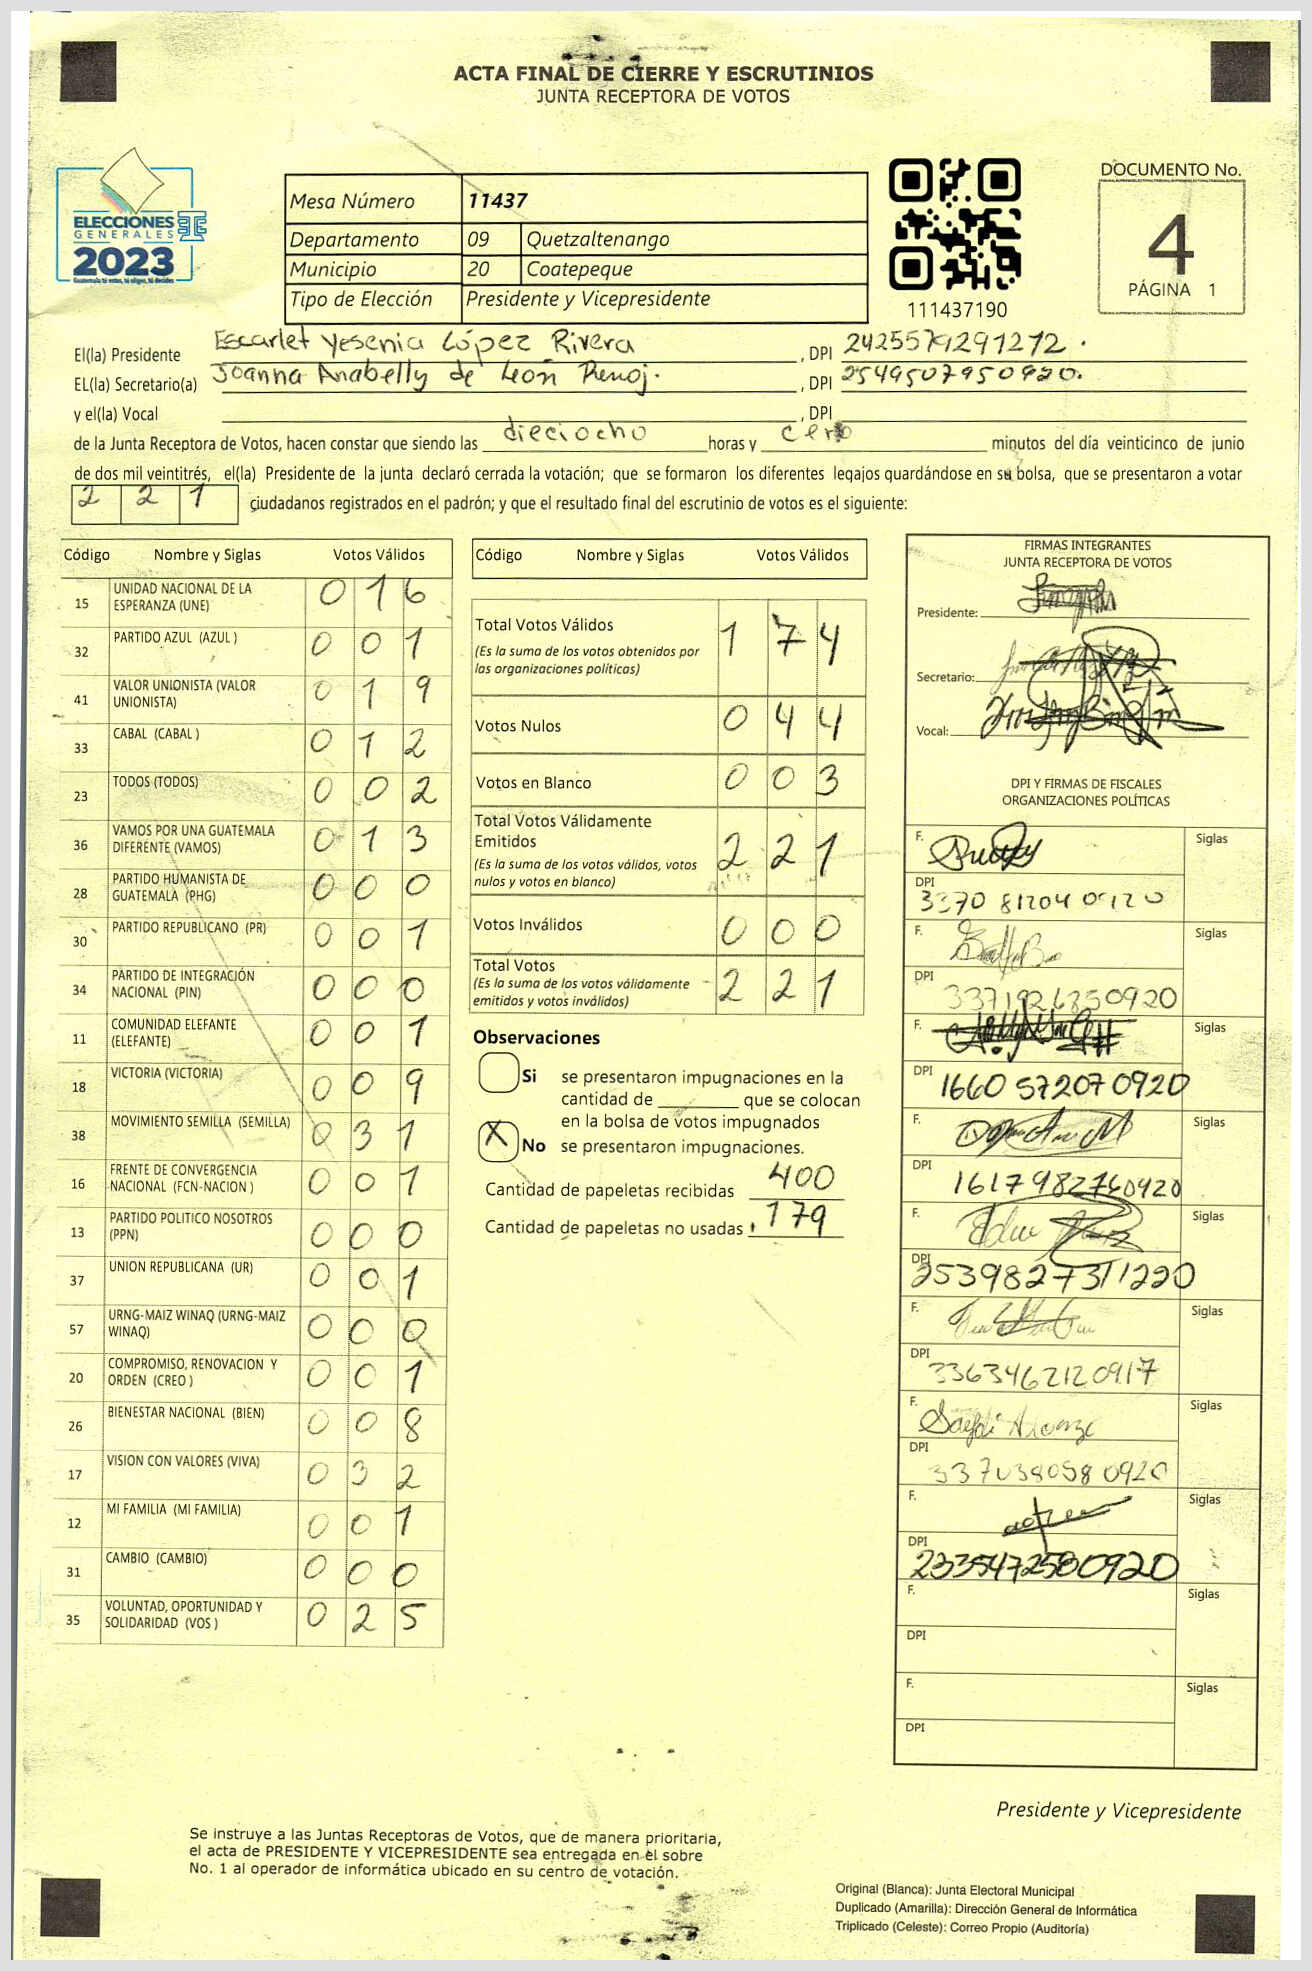 ACTA FINAL DE CIERRE Y ESCRUTINIOS
JUNTA RECEPTORA DE VOTOS
ELECCIONES
GENERALES
2023
Guatemala tú votas, tú eliges, tú decides
Mesa Número 11437
Departamento 09 Quetzaltenango
Municipio 20 Coatepeque
Tipo de Elección Presidente y Vicepresidente
111437190
DOCUMENTO No.
4
PÁGINA 1
El(la) Presidente Escarlet Yesenia López Rivera, DPI 2425579291212.
EL(la) Secretario(a) Joanna Anabelly de León Renoj., DPI 2549507950920.
y el(la) Vocal , DPI
de la Junta Receptora de Votos, hacen constar que siendo las dieciocho horas y cero minutos del día veinticinco de junio
de dos mil veintitrés, el(la) Presidente de la junta declaró cerrada la votación; que se formaron los diferentes legajos guardándose en su bolsa, que se presentaron a votar
2 2 1 ciudadanos registrados en el padrón; y que el resultado final del escrutinio de votos es el siguiente:
Código Nombre y Siglas Votos Válidos
15 UNIDAD NACIONAL DE LA ESPERANZA (UNE) 0 1 6
32 PARTIDO AZUL (AZUL ) 0 0 1
41 VALOR UNIONISTA (VALOR UNIONISTA) 0 1 9
33 CABAL (CABAL ) 0 1 2
23 TODOS (TODOS) 0 0 2
36 VAMOS POR UNA GUATEMALA DIFERENTE (VAMOS) 0 1 3
28 PARTIDO HUMANISTA DE GUATEMALA (PHG) 0 0 0
30 PARTIDO REPUBLICANO (PR) 0 0 1
34 PARTIDO DE INTEGRACIÓN NACIONAL (PIN) 0 0 0
11 COMUNIDAD ELEFANTE (ELEFANTE) 0 0 1
18 VICTORIA (VICTORIA) 0 0 9
38 MOVIMIENTO SEMILLA (SEMILLA) 0 3 1
16 FRENTE DE CONVERGENCIA NACIONAL (FCN-NACION ) 0 0 1
13 PARTIDO POLITICO NOSOTROS (PPN) 0 0 0
37 UNION REPUBLICANA (UR) 0 0 1
57 URNG-MAIZ WINAQ (URNG-MAIZ WINAQ) 0 0 0
20 COMPROMISO, RENOVACION Y ORDEN (CREO ) 0 0 1
26 BIENESTAR NACIONAL (BIEN) 0 0 8
17 VISION CON VALORES (VIVA) 0 3 2
12 MI FAMILIA (MI FAMILIA) 0 0 1
31 CAMBIO (CAMBIO) 0 0 0
35 VOLUNTAD, OPORTUNIDAD Y SOLIDARIDAD (VOS ) 0 2 5
Código Nombre y Siglas Votos Válidos
Total Votos Válidos 1 7 4
(Es la suma de los votos obtenidos por
las organizaciones políticas)
Votos Nulos 0 4 4
Votos en Blanco 0 0 3
Total Votos Válidamente
Emitidos 2 2 1
(Es la suma de los votos válidos, votos
nulos y votos en blanco)
Votos Inválidos 0 0 0
Total Votos 2 2 1
(Es la suma de los votos válidamente
emitidos y votos inválidos)
Observaciones
Si se presentaron impugnaciones en la
cantidad de ________ que se colocan
en la bolsa de votos impugnados
X No se presentaron impugnaciones.
Cantidad de papeletas recibidas 400
Cantidad de papeletas no usadas 179
FIRMAS INTEGRANTES
JUNTA RECEPTORA DE VOTOS
Presidente:
Secretario:
Vocal:
DPI Y FIRMAS DE FISCALES
ORGANIZACIONES POLÍTICAS
F. Siglas
DPI 3370 81204 0920
F. Siglas
DPI 3371926350920
F. Siglas
DPI 1660 572070920
F. Siglas
DPI 1617982760920
F. Siglas
DPI 2539827311220
F. Siglas
DPI 3363462120917
F. Siglas
DPI 3370380580920
F. Siglas
DPI 2335472580920
F. Siglas
DPI
F. Siglas
DPI
Presidente y Vicepresidente
Se instruye a las Juntas Receptoras de Votos, que de manera prioritaria,
el acta de PRESIDENTE Y VICEPRESIDENTE sea entregada en el sobre
No. 1 al operador de informática ubicado en su centro de votación.
Original (Blanca): Junta Electoral Municipal
Duplicado (Amarilla): Dirección General de Informática
Triplicado (Celeste): Correo Propio (Auditoría)